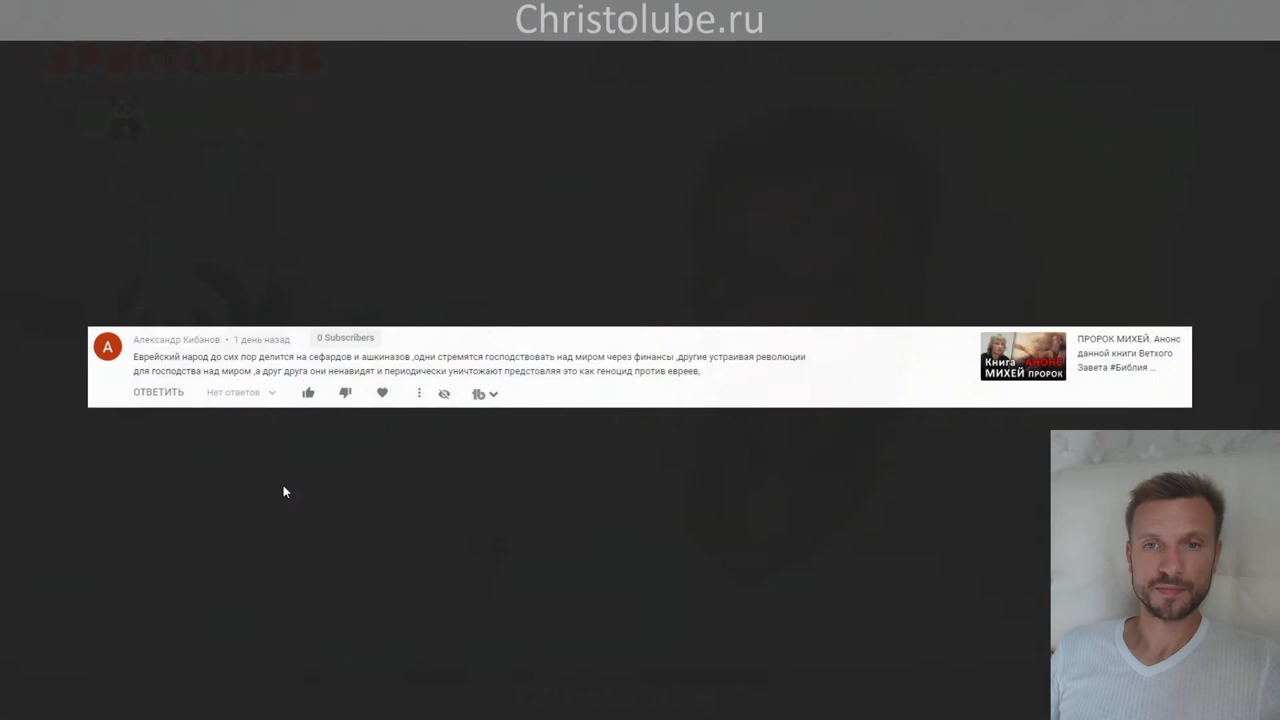 Christolube.ru
ХРИСТОЛЮБ
А
Александр Кибанов • 1 день назад 0 Subscribers
Еврейский народ до сих пор делится на сефардов и ашкиназов ,одни стремятся господствовать над миром через финансы ,другие устраивая революции
для господства над миром ,а друг друга они ненавидят и периодически уничтожают предстовляя это как геноцид против евреев,
ОТВЕТИТЬ Нет ответов
Книга АНОНС
МИХЕЙ ПРОРОК
ПРОРОК МИХЕЙ. Анонс
данной книги Ветхого
Завета #Библия ...